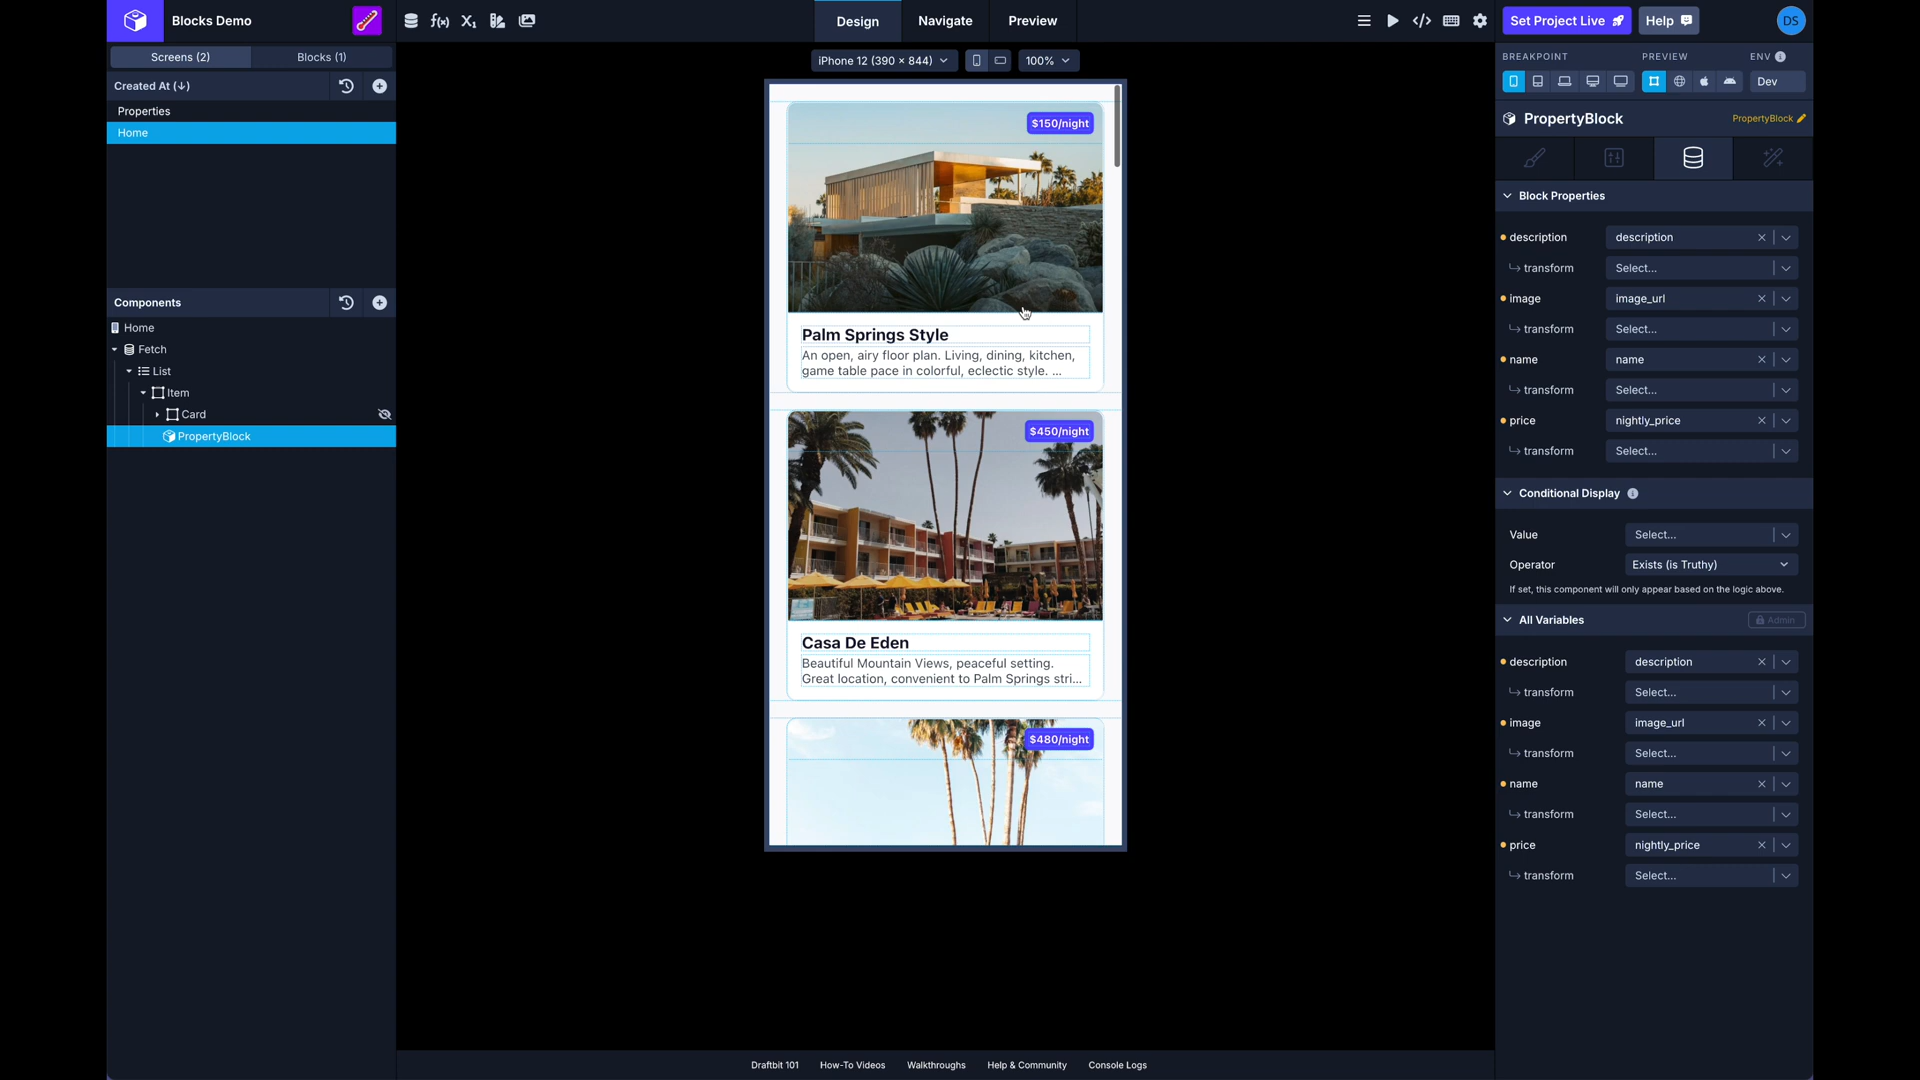 Blocks Demo
f(x)
X₁
Design
Navigate
Preview
Set Project Live
Help
DS
Screens (2)
Blocks (1)
iPhone 12 (390 × 844)
100%
BREAKPOINT
PREVIEW
ENV
Dev
Created At (↓)
Properties
Home
PropertyBlock
PropertyBlock
Components
Home
Fetch
List
Item
Card
PropertyBlock
$150/night
Palm Springs Style
An open, airy floor plan. Living, dining, kitchen,
game table pace in colorful, eclectic style. ...
$450/night
Casa De Eden
Beautiful Mountain Views, peaceful setting.
Great location, convenient to Palm Springs stri...
$480/night
Block Properties
description
description
transform
Select...
image
image_url
transform
Select...
name
name
transform
Select...
price
nightly_price
transform
Select...
Conditional Display
Value
Select...
Operator
Exists (is Truthy)
If set, this component will only appear based on the logic above.
All Variables
Admin
description
description
transform
Select...
image
image_url
transform
Select...
name
name
transform
Select...
price
nightly_price
transform
Select...
Draftbit 101
How-To Videos
Walkthroughs
Help & Community
Console Logs